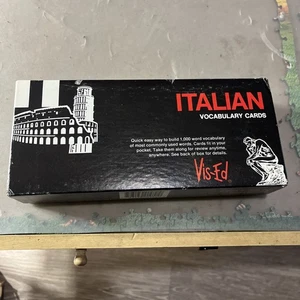 ITALIAN
VOCABULARY CARDS
Quick easy way to build 1,000 word vocabulary
of most commonly used words. Cards fit in your
pocket. Take them along for review anytime,
anywhere. See back of box for details.
Vis-Ed